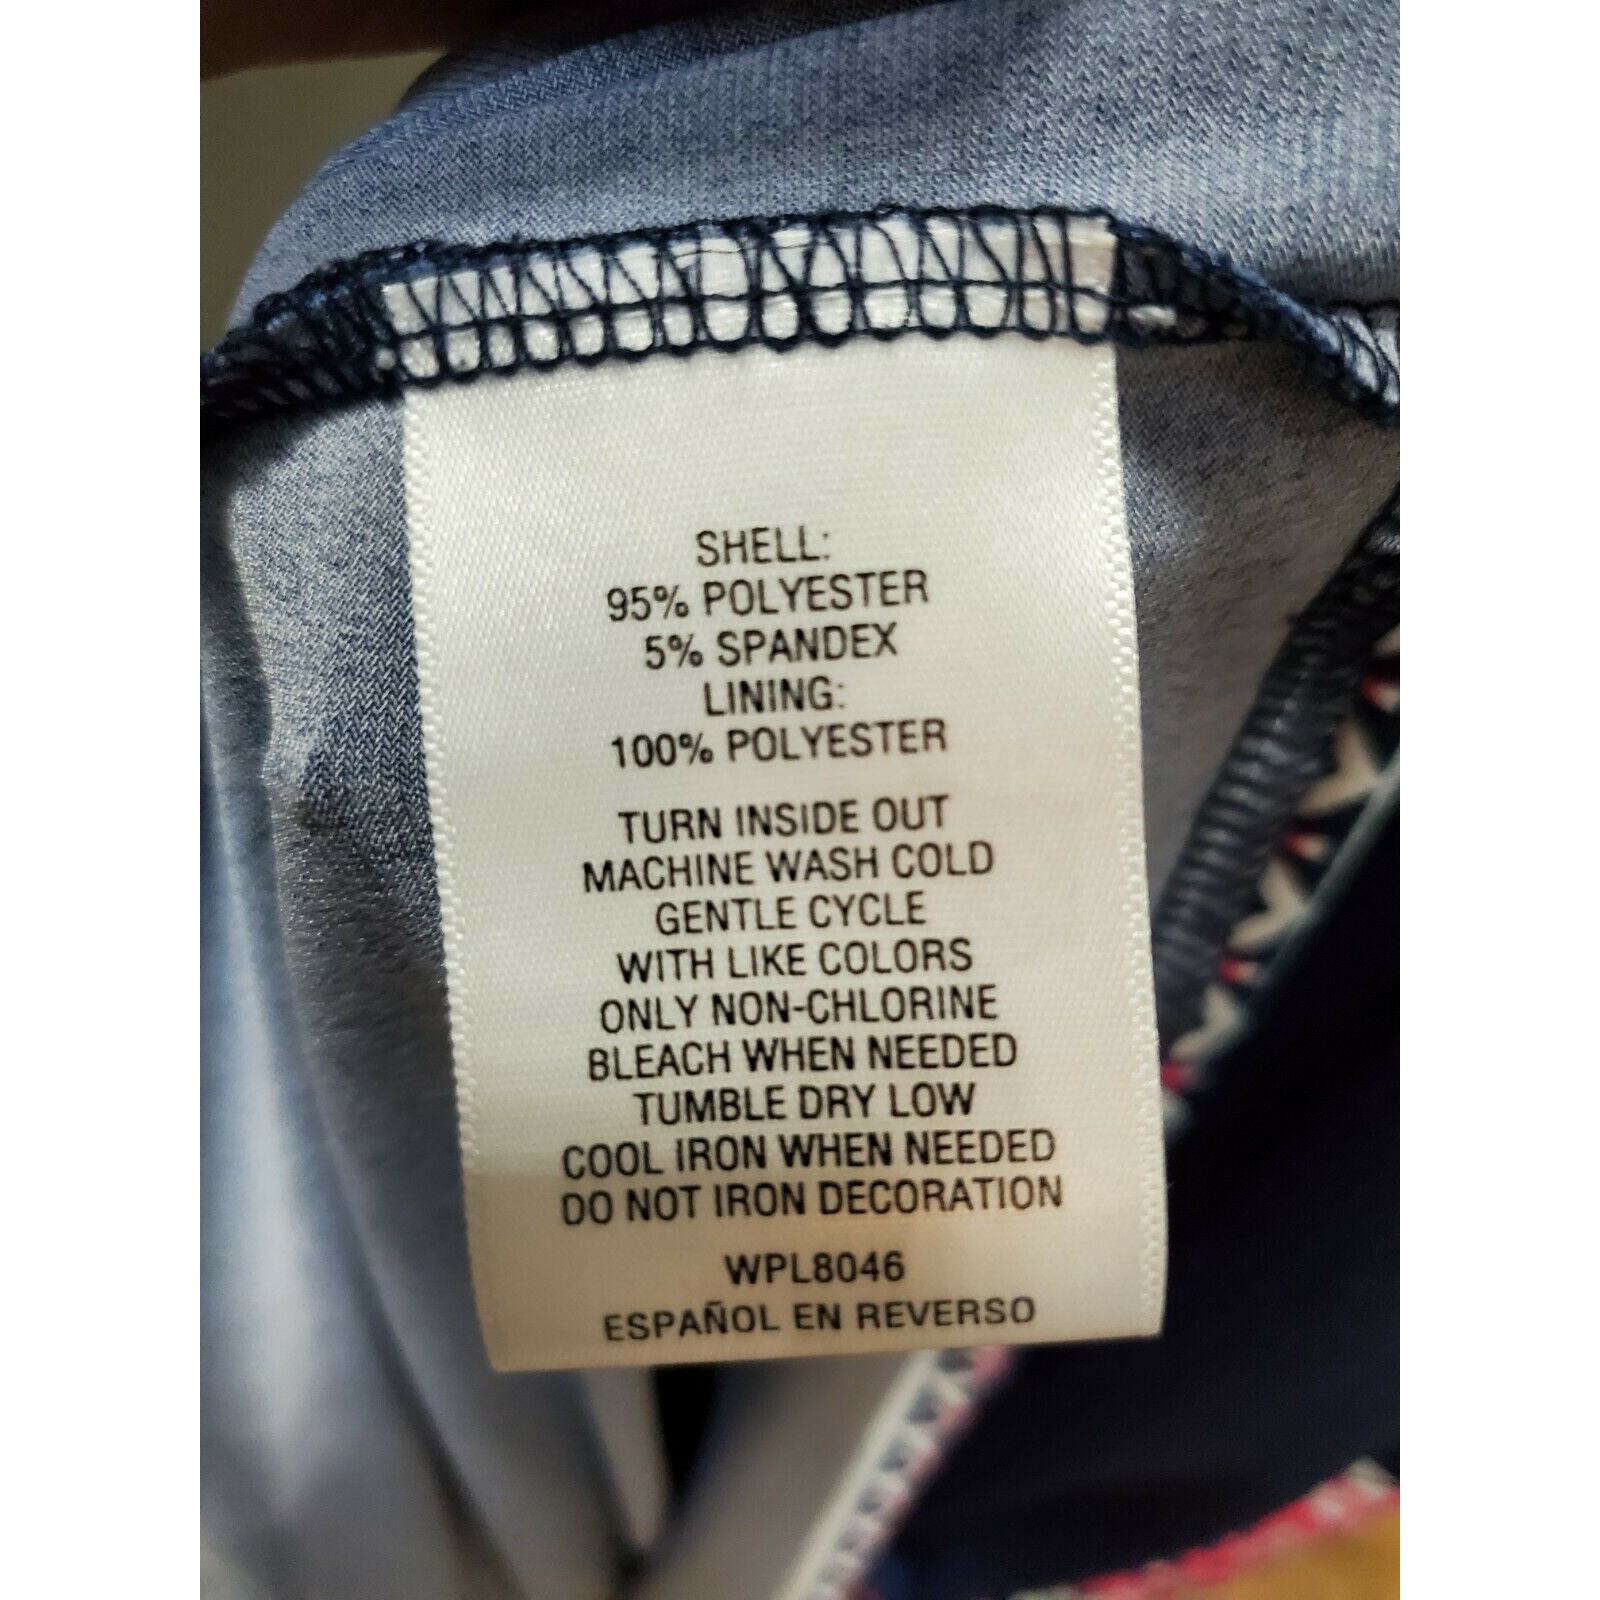 SHELL:
95% POLYESTER
5% SPANDEX
LINING:
100% POLYESTER
TURN INSIDE OUT
MACHINE WASH COLD
GENTLE CYCLE
WITH LIKE COLORS
ONLY NON-CHLORINE
BLEACH WHEN NEEDED
TUMBLE DRY LOW
COOL IRON WHEN NEEDED
DO NOT IRON DECORATION
WPL8046
ESPAÑOL EN REVERSO